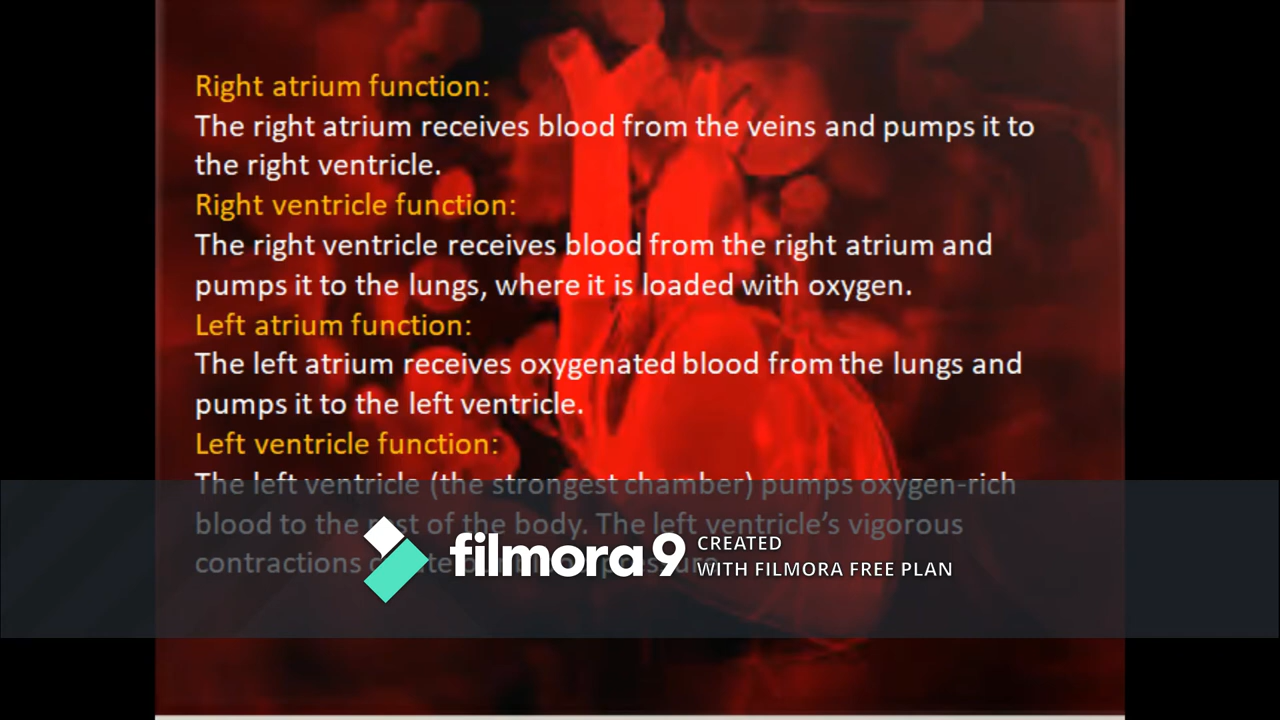 Right atrium function:
The right atrium receives blood from the veins and pumps it to
the right ventricle.
Right ventricle function:
The right ventricle receives blood from the right atrium and
pumps it to the lungs, where it is loaded with oxygen.
Left atrium function:
The left atrium receives oxygenated blood from the lungs and
pumps it to the left ventricle.
Left ventricle function:
The left ventricle (the strongest chamber) pumps oxygen-rich
blood to the rest of the body. The left ventricle’s vigorous
contractions
filmora9 CREATED
WITH FILMORA FREE PLAN